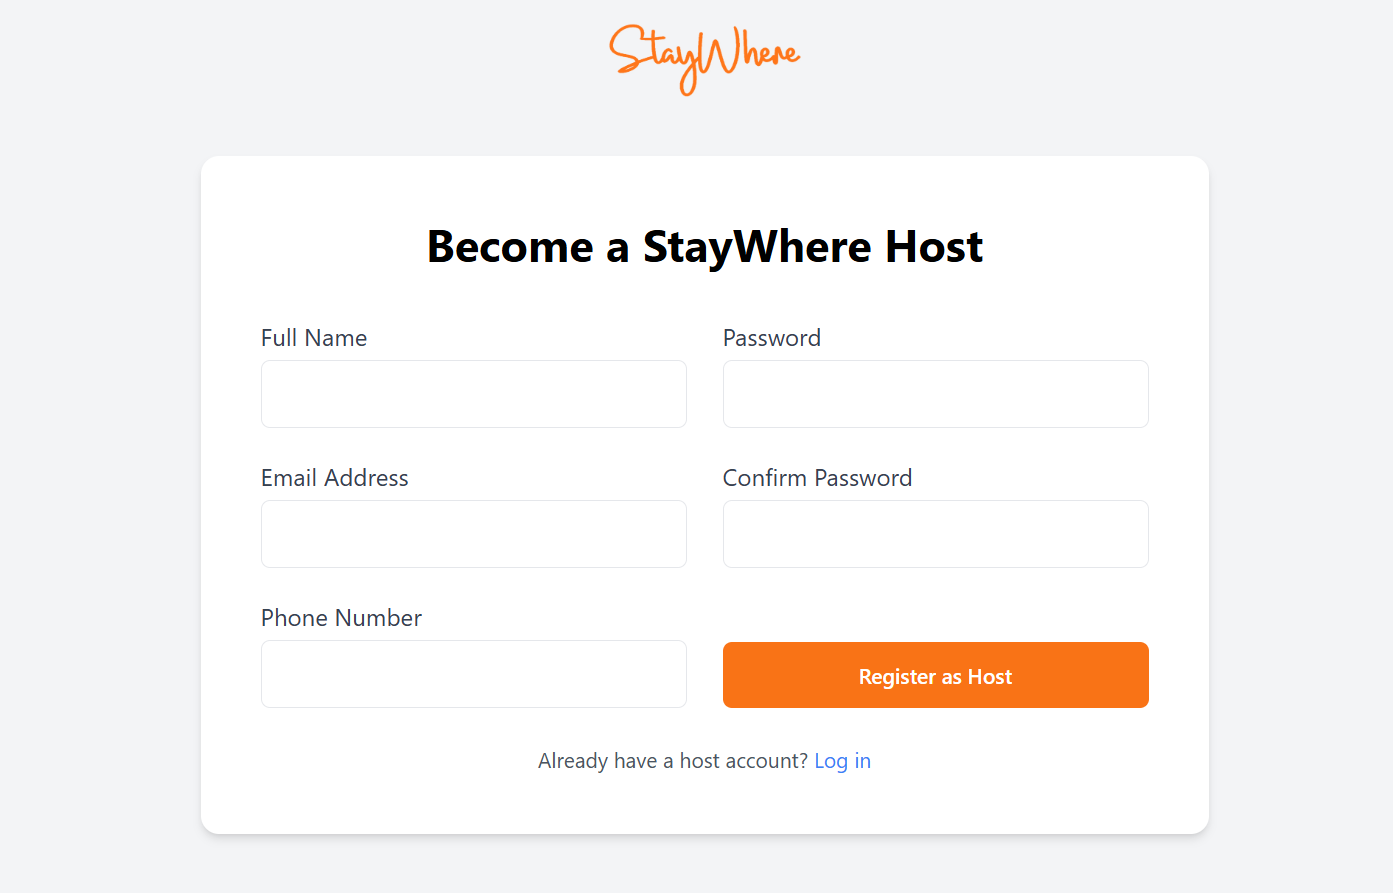 StayWhere
Become a StayWhere Host
Full Name
Password
Email Address
Confirm Password
Phone Number
Register as Host
Already have a host account? Log in